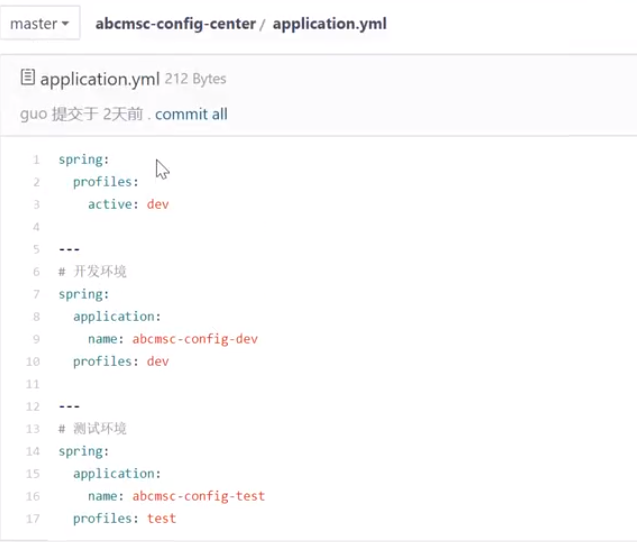 master abcmsc-config-center / application.yml
application.yml 212 Bytes
guo 提交于 2天前 . commit all
1 spring:
2   profiles:
3     active: dev
4
5 ---
6 # 开发环境
7 spring:
8   application:
9     name: abcmsc-config-dev
10   profiles: dev
11
12 ---
13 # 测试环境
14 spring:
15   application:
16     name: abcmsc-config-test
17   profiles: test